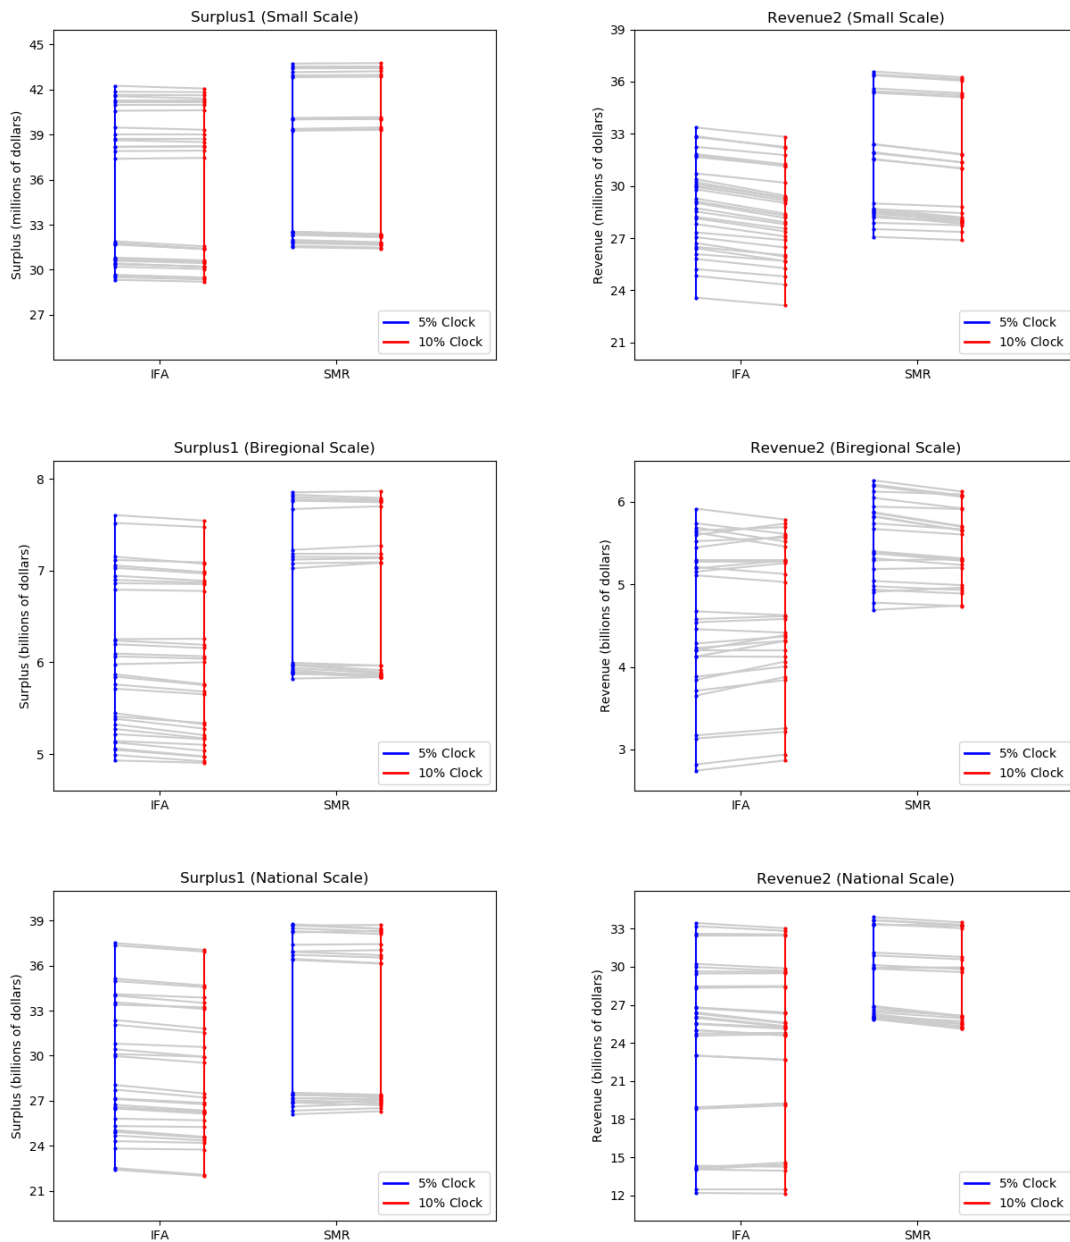 Surplus1 (Small Scale)
45
42
39
36
33
30
27
Surplus (millions of dollars)
5% Clock
10% Clock
IFA
SMR
Revenue2 (Small Scale)
39
36
33
30
27
24
21
Revenue (millions of dollars)
5% Clock
10% Clock
IFA
SMR
Surplus1 (Biregional Scale)
8
7
6
5
Surplus (billions of dollars)
5% Clock
10% Clock
IFA
SMR
Revenue2 (Biregional Scale)
6
5
4
3
Revenue (billions of dollars)
5% Clock
10% Clock
IFA
SMR
Surplus1 (National Scale)
39
36
33
30
27
24
21
Surplus (billions of dollars)
5% Clock
10% Clock
IFA
SMR
Revenue2 (National Scale)
33
30
27
24
21
18
15
12
Revenue (billions of dollars)
5% Clock
10% Clock
IFA
SMR